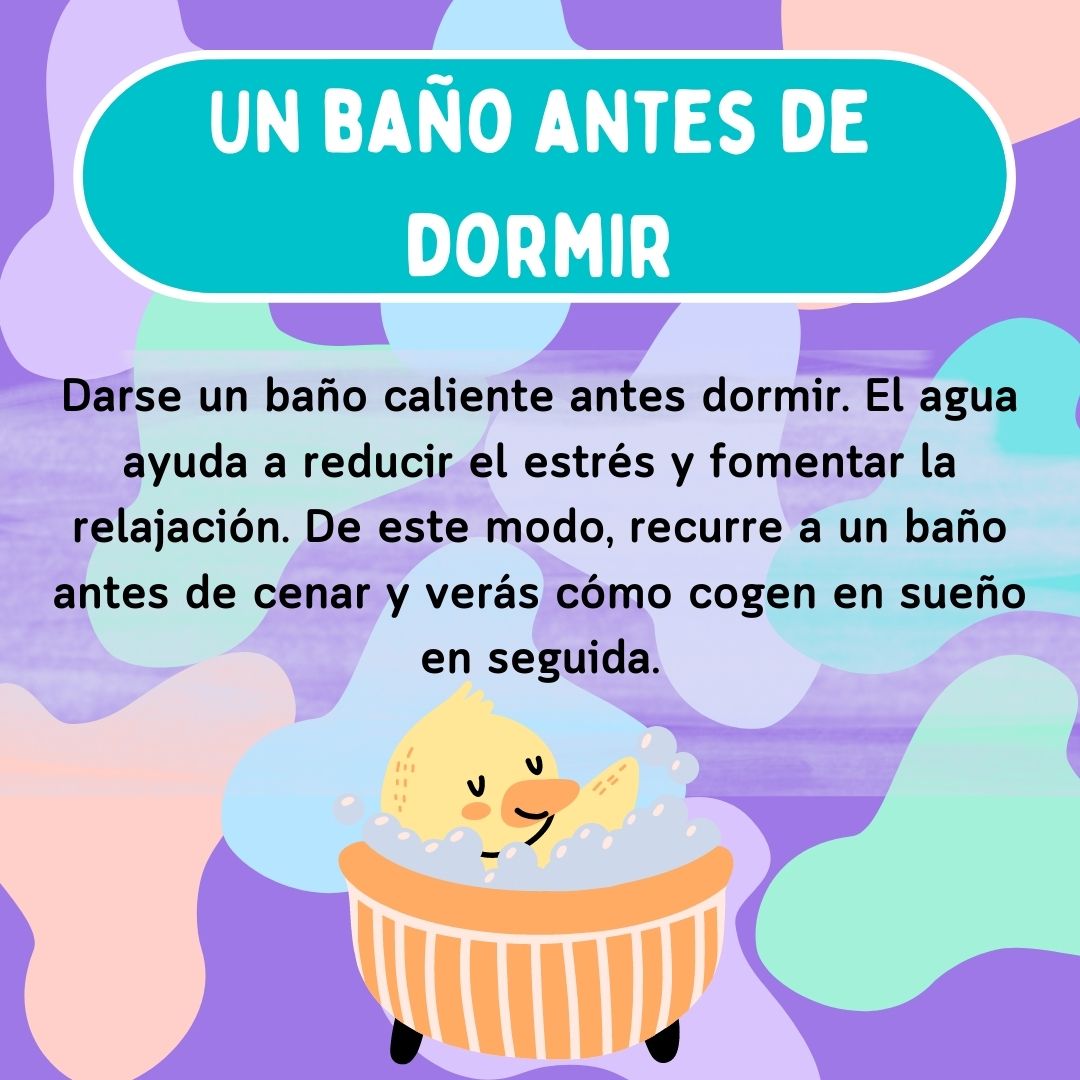 UN BAÑO ANTES DE
DORMIR
Darse un baño caliente antes dormir. El agua
ayuda a reducir el estrés y fomentar la
relajación. De este modo, recurre a un baño
antes de cenar y verás cómo cogen en sueño
en seguida.